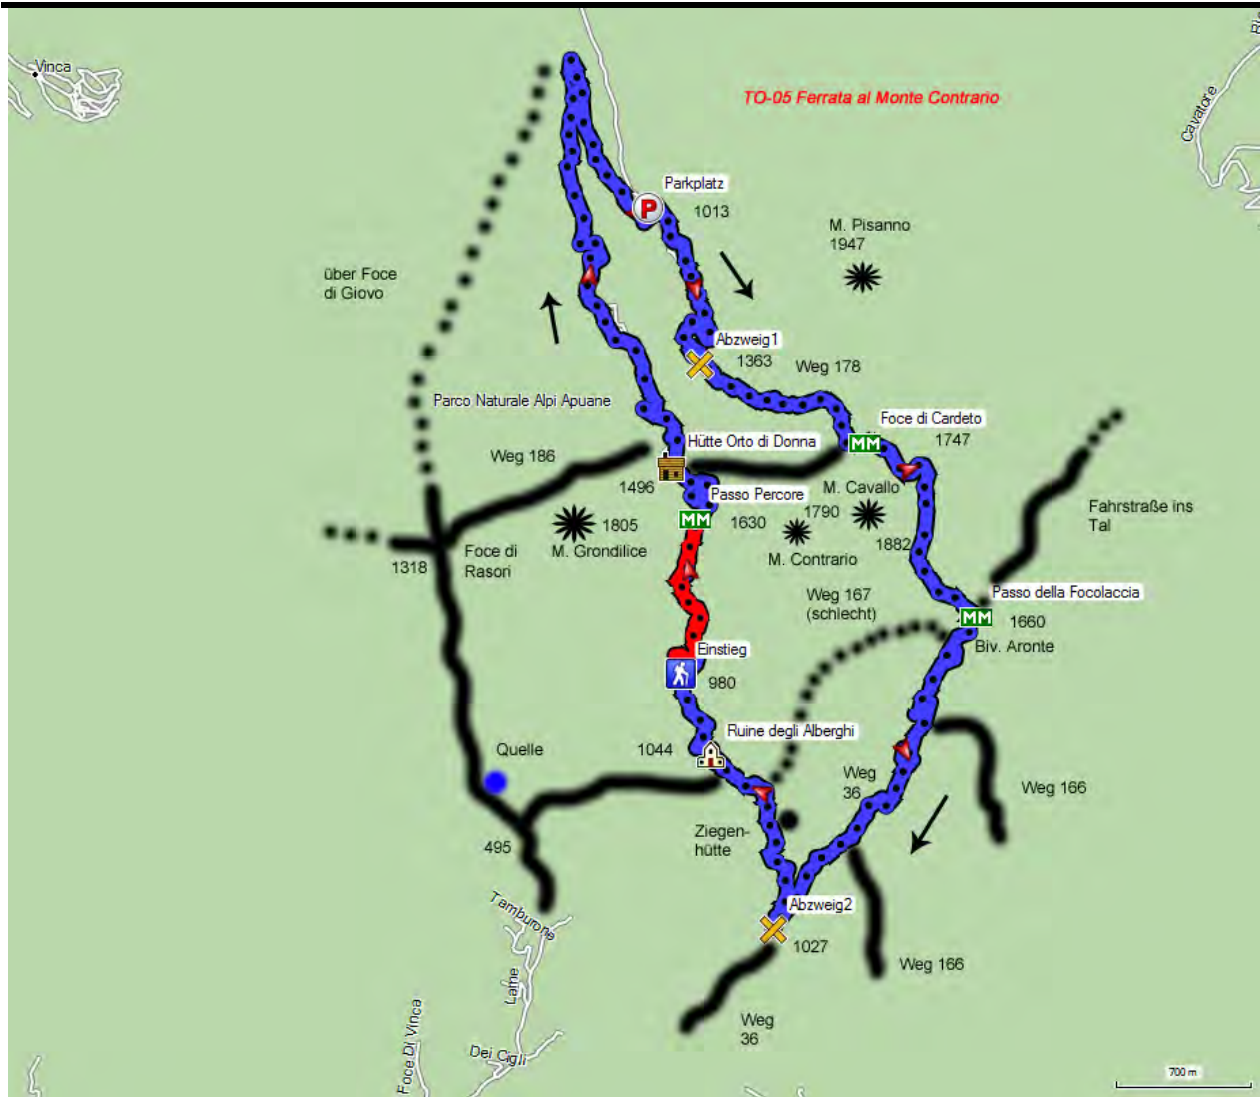 Vinca
TO-05 Ferrata al Monte Contrario
Cavatore
Parkplatz
1013
M. Pisanno
1947
über Foce
di Giovo
Abzweig1
1363
Weg 178
Parco Naturale Alpi Apuane
Foce di Cardeto
1747
Hütte Orto di Donna
Weg 186
1496
Passo Percore
1630
M. Cavallo
1790
1882
M. Contrario
1805
M. Grondilice
Fahrstraße ins
Tal
Foce di
Rasori
1318
Weg 167
(schlecht)
Passo della Focolaccia
1660
Biv. Aronte
Einstieg
980
Ruine degli Alberghi
1044
Quelle
Weg
36
Weg 166
Ziegen-
hütte
495
Tamburone
Abzweig2
1027
Weg 166
Lame
Weg
36
Foce Di Vinca
Dei Cigli
700 m